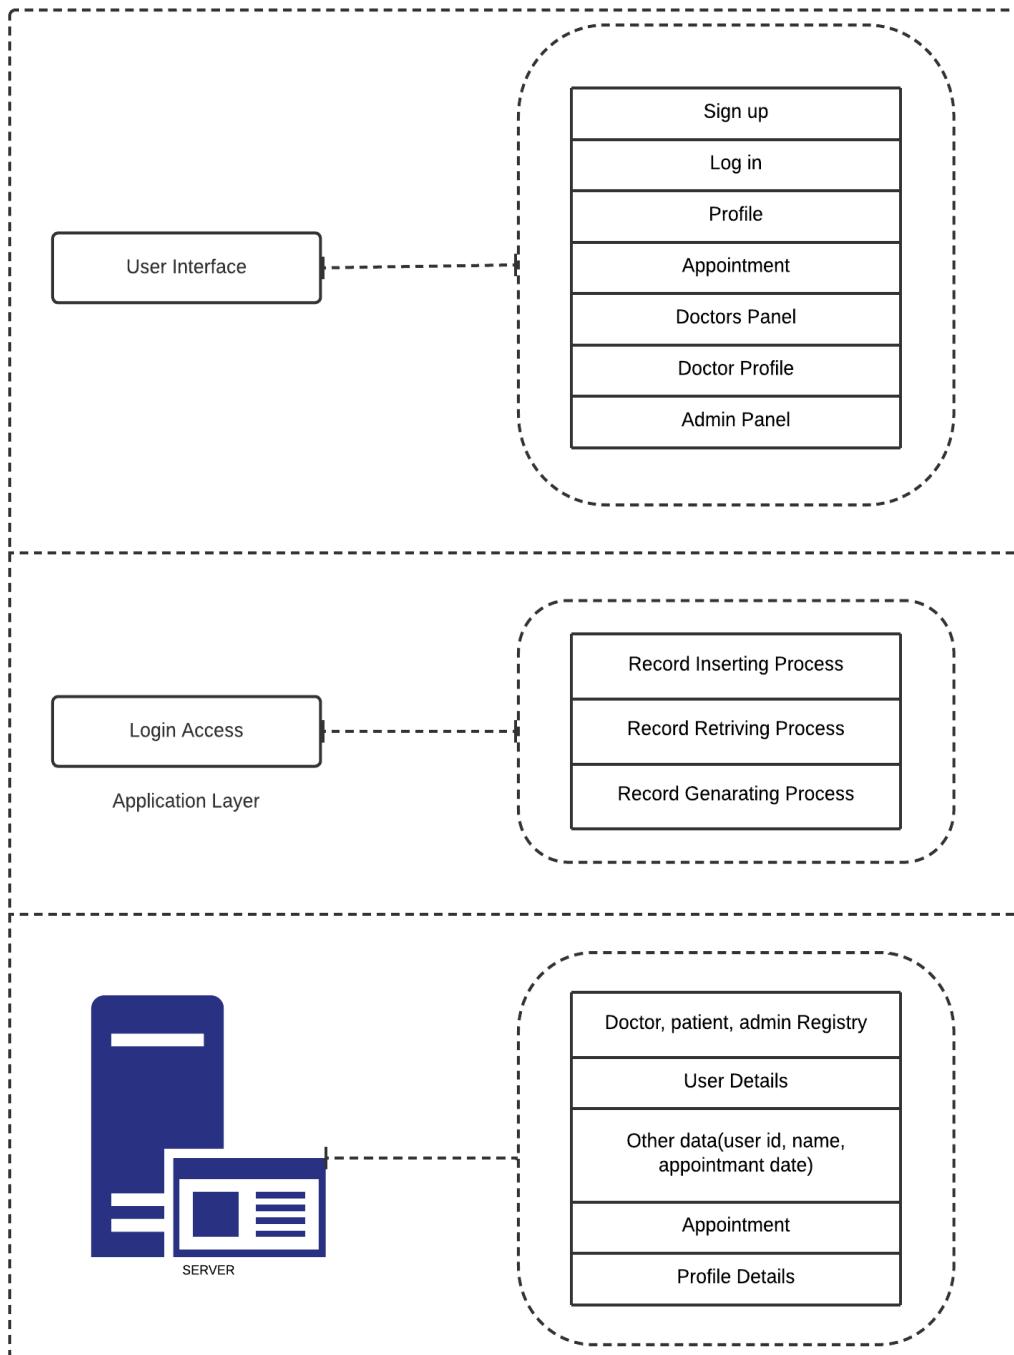 Sign up
Log in
Profile
User Interface
Appointment
Doctors Panel
Doctor Profile
Admin Panel
Login Access
Application Layer
Record Inserting Process
Record Retriving Process
Record Genarating Process
SERVER
Doctor, patient, admin Registry
User Details
Other data(user id, name,
appointmant date)
Appointment
Profile Details